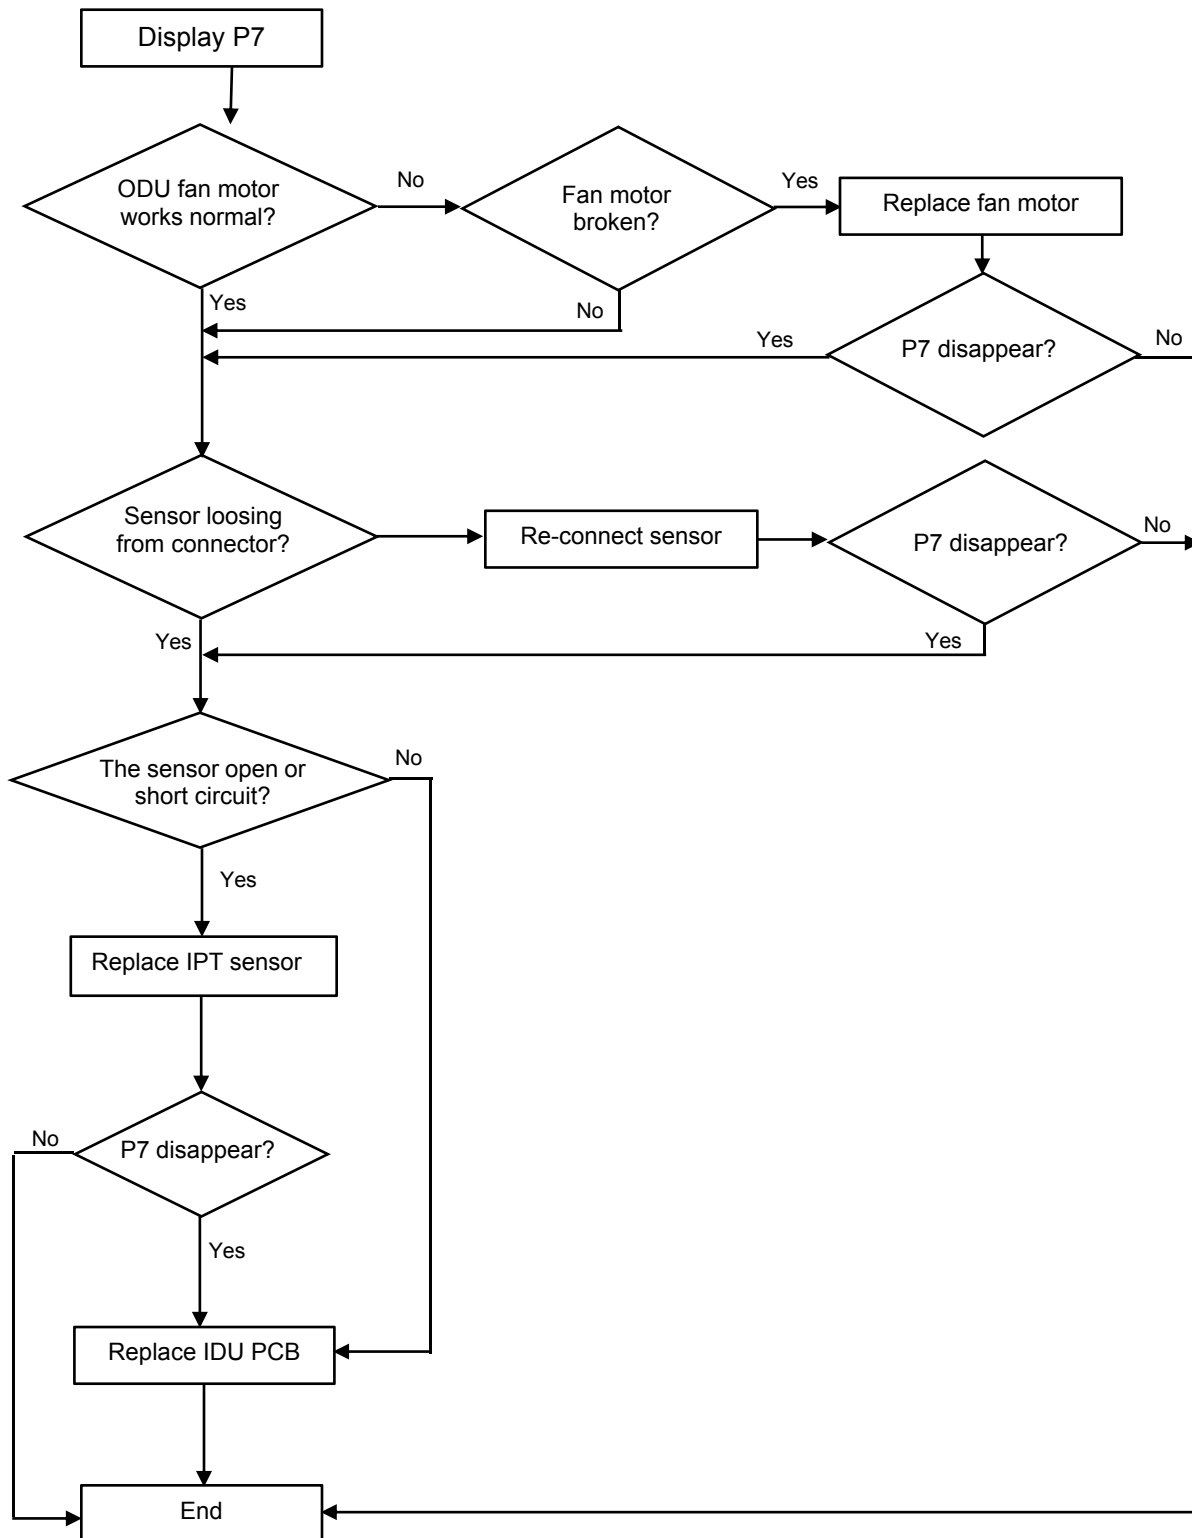 Display P7
ODU fan motor
works normal?
No
Fan motor
broken?
Yes
Replace fan motor
Yes
No
Yes
P7 disappear?
No
Sensor loosing
from connector?
Re-connect sensor
P7 disappear?
No
Yes
Yes
The sensor open or
short circuit?
No
Yes
Replace IPT sensor
No
P7 disappear?
Yes
Replace IDU PCB
End